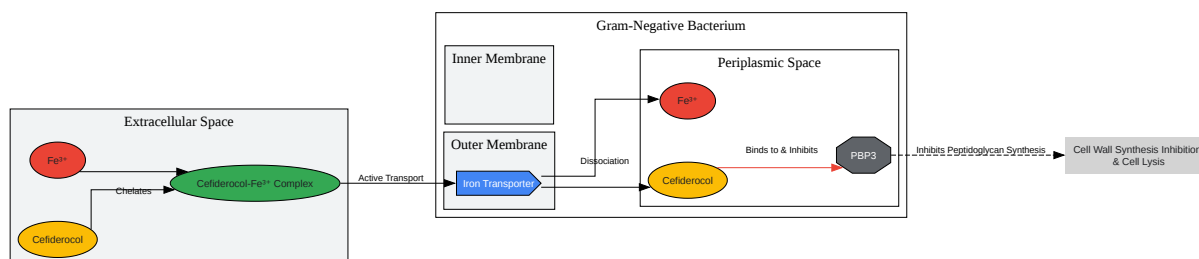 Gram-Negative Bacterium
Inner Membrane
Periplasmic Space
Fe³⁺
Extracellular Space
Fe³⁺
Chelates
Cefiderocol-Fe³⁺ Complex
Cefiderocol
Active Transport
Outer Membrane
Iron Transporter
Dissociation
Cefiderocol
Binds to & Inhibits
PBP3
Inhibits Peptidoglycan Synthesis
Cell Wall Synthesis Inhibition
& Cell Lysis